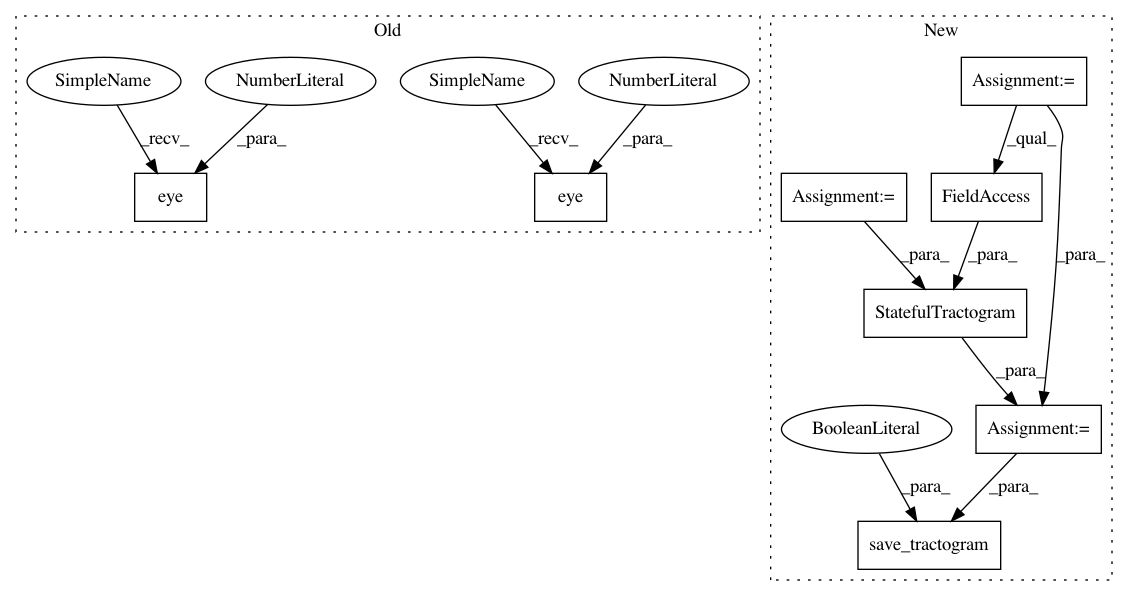 Old
New
SimpleName
NumberLiteral
SimpleName
NumberLiteral
Assignment:=
_recv_
_para_
_recv_
_para_
_qual_
eye
eye
Assignment:=
FieldAccess
_para_
_para_
_para_
StatefulTractogram
_para_
BooleanLiteral
Assignment:=
_para_
_para_
save_tractogram